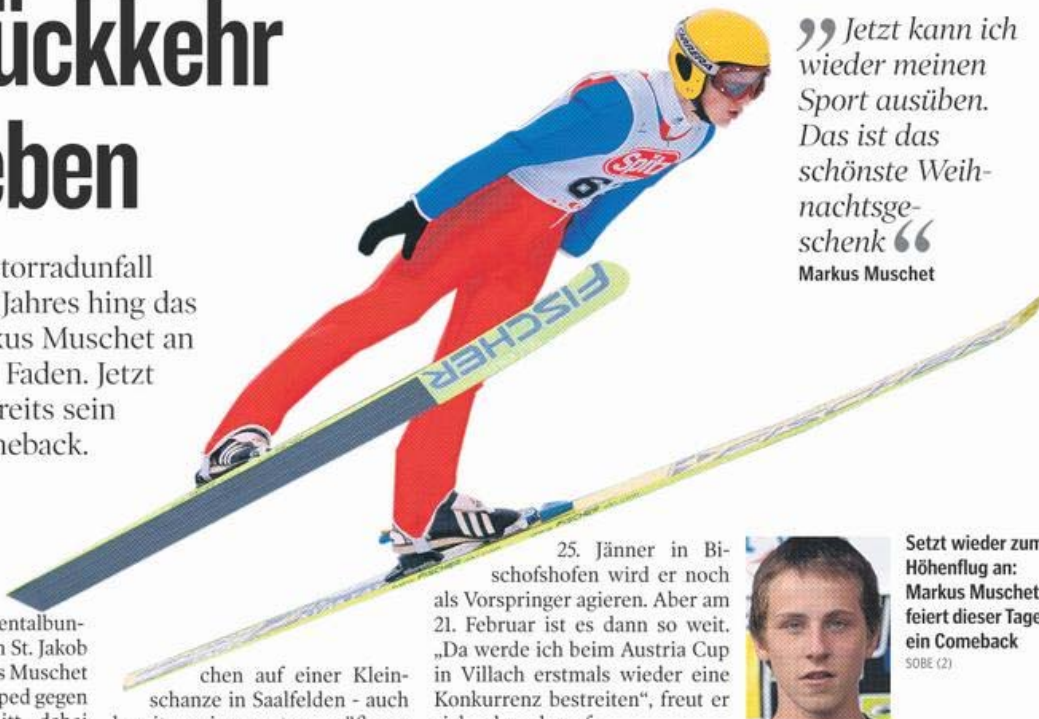 ückkehr
eben
torradunfall
Jahres hing das
kus Muschet an
Faden. Jetzt
reits sein
neback.
„ Jetzt kann ich
wieder meinen
Sport ausüben.
Das ist das
schönste Weih-
nachtsge-
schenk “
Markus Muschet
CARRERA
Spitz
6
FISCHER
FISCHER
entalbun-
n St. Jakob
s Muschet
ped gegen
dabei
chen auf einer Klein-
schanze in Saalfelden - auch
25. Jänner in Bi-
schofshofen wird er noch
als Vorspringer agieren. Aber am
21. Februar ist es dann so weit.
„Da werde ich beim Austria Cup
in Villach erstmals wieder eine
Konkurrenz bestreiten“, freut er
Setzt wieder zum
Höhenflug an:
Markus Muschet
feiert dieser Tage
ein Comeback
SOBE (2)